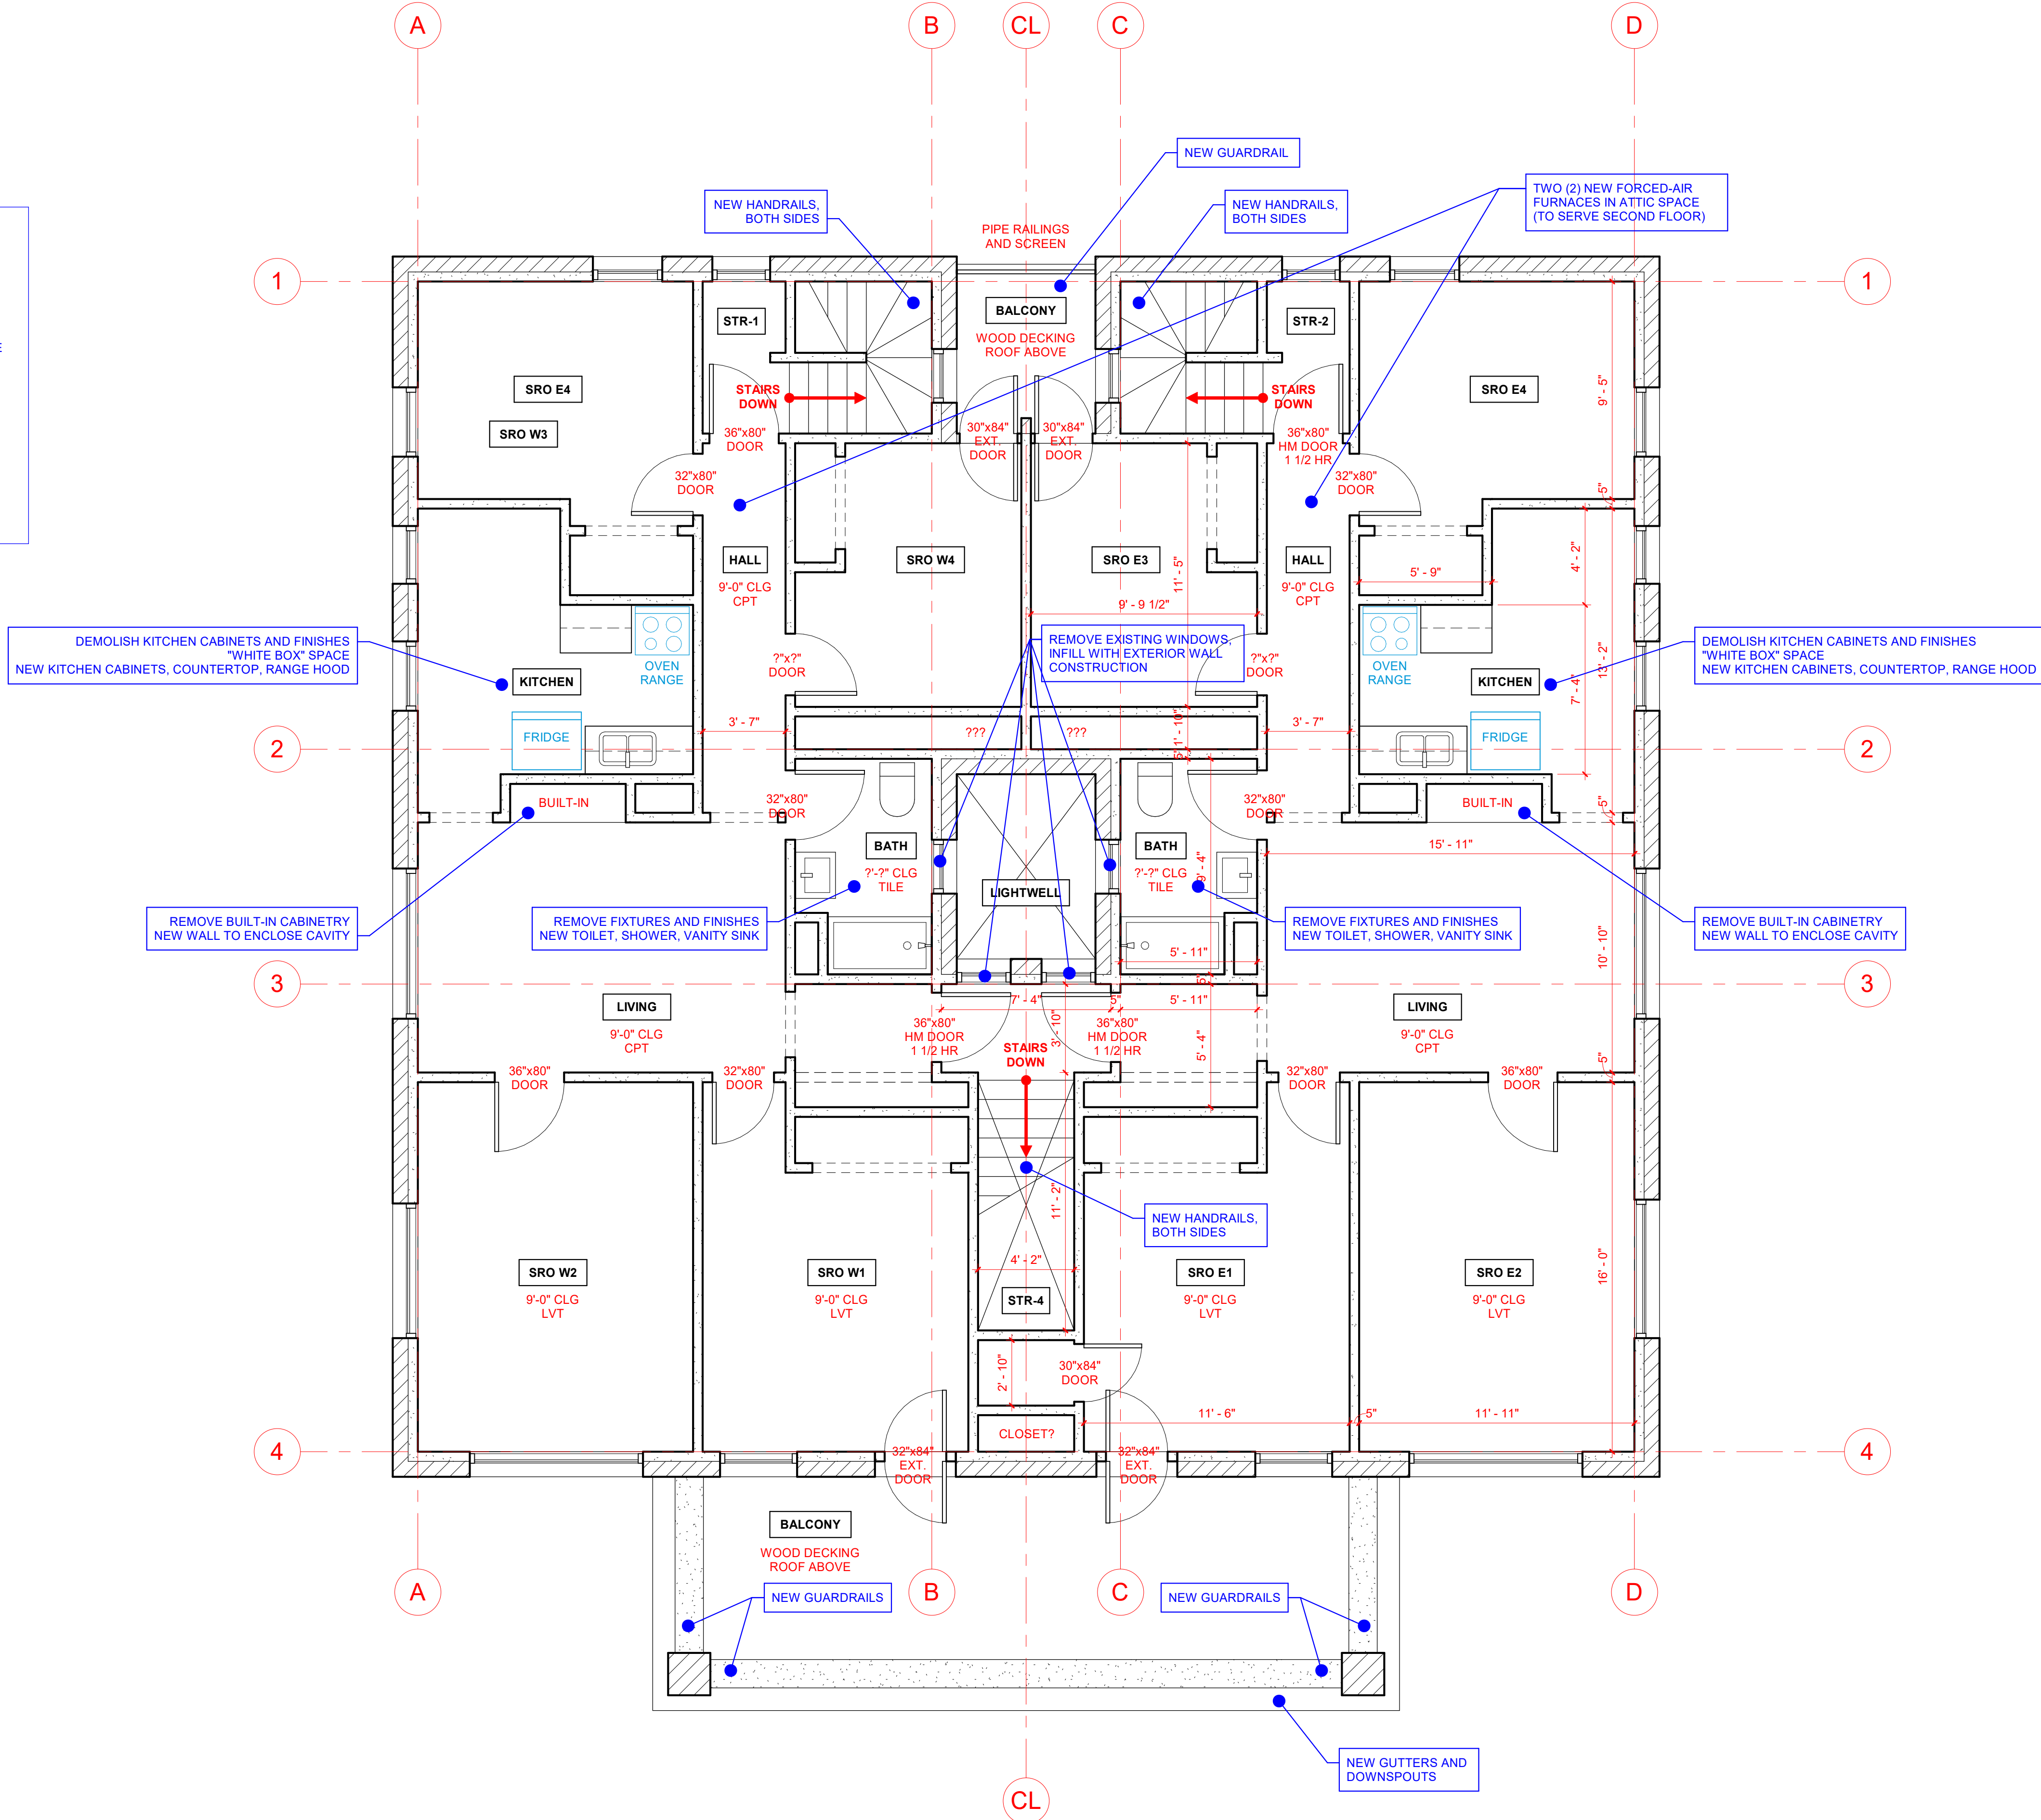 A
B
CL
C
D
NEW GUARDRAIL
NEW HANDRAILS,
BOTH SIDES
NEW HANDRAILS,
BOTH SIDES
TWO (2) NEW FORCED-AIR
FURNACES IN ATTIC SPACE
(TO SERVE SECOND FLOOR)
PIPE RAILINGS
AND SCREEN
1
1
STR-1
BALCONY
WOOD DECKING
ROOF ABOVE
STR-2
SRO E4
SRO W3
STAIRS
DOWN
STAIRS
DOWN
SRO E4
9' - 5"
36"x80"
DOOR
30"x84"
EXT.
DOOR
30"x84"
EXT.
DOOR
36"x80"
HM DOOR
1 1/2 HR
32"x80"
DOOR
32"x80"
DOOR
5"
HALL
9'-0" CLG
CPT
SRO W4
SRO E3
11' - 5"
9' - 9 1/2"
HALL
9'-0" CLG
CPT
5' - 9"
4' - 2"
DEMOLISH KITCHEN CABINETS AND FINISHES
"WHITE BOX" SPACE
NEW KITCHEN CABINETS, COUNTERTOP, RANGE HOOD
KITCHEN
OVEN
RANGE
?"x?"
DOOR
REMOVE EXISTING WINDOWS,
INFILL WITH EXTERIOR WALL
CONSTRUCTION
?"x?"
DOOR
OVEN
RANGE
KITCHEN
7' - 4"
13' - 2"
DEMOLISH KITCHEN CABINETS AND FINISHES
"WHITE BOX" SPACE
NEW KITCHEN CABINETS, COUNTERTOP, RANGE HOOD
FRIDGE
3' - 7"
???
???
1' - 10"
5"
3' - 7"
FRIDGE
2
2
BUILT-IN
32"x80"
DOOR
32"x80"
DOOR
BUILT-IN
5"
BATH
?'-?" CLG
TILE
LIGHTWELL
BATH
?'-?" CLG
TILE
9' - 4"
15' - 11"
REMOVE BUILT-IN CABINETRY
NEW WALL TO ENCLOSE CAVITY
REMOVE FIXTURES AND FINISHES
NEW TOILET, SHOWER, VANITY SINK
REMOVE FIXTURES AND FINISHES
NEW TOILET, SHOWER, VANITY SINK
REMOVE BUILT-IN CABINETRY
NEW WALL TO ENCLOSE CAVITY
10' - 10"
5' - 11"
5"
3
3
LIVING
9'-0" CLG
CPT
7' - 4"
5"
5' - 11"
LIVING
9'-0" CLG
CPT
36"x80"
HM DOOR
1 1/2 HR
3' - 10"
36"x80"
HM DOOR
1 1/2 HR
5' - 4"
STAIRS
DOWN
5"
36"x80"
DOOR
32"x80"
DOOR
32"x80"
DOOR
36"x80"
DOOR
11' - 2"
NEW HANDRAILS,
BOTH SIDES
SRO W2
9'-0" CLG
LVT
SRO W1
9'-0" CLG
LVT
4' - 2"
STR-4
SRO E1
9'-0" CLG
LVT
SRO E2
9'-0" CLG
LVT
16' - 0"
2' - 10"
30"x84"
DOOR
11' - 6"
5"
11' - 11"
CLOSET?
4
4
32"x84"
EXT.
DOOR
32"x84"
EXT.
DOOR
BALCONY
WOOD DECKING
ROOF ABOVE
A
B
C
D
NEW GUARDRAILS
NEW GUARDRAILS
NEW GUTTERS AND
DOWNSPOUTS
CL